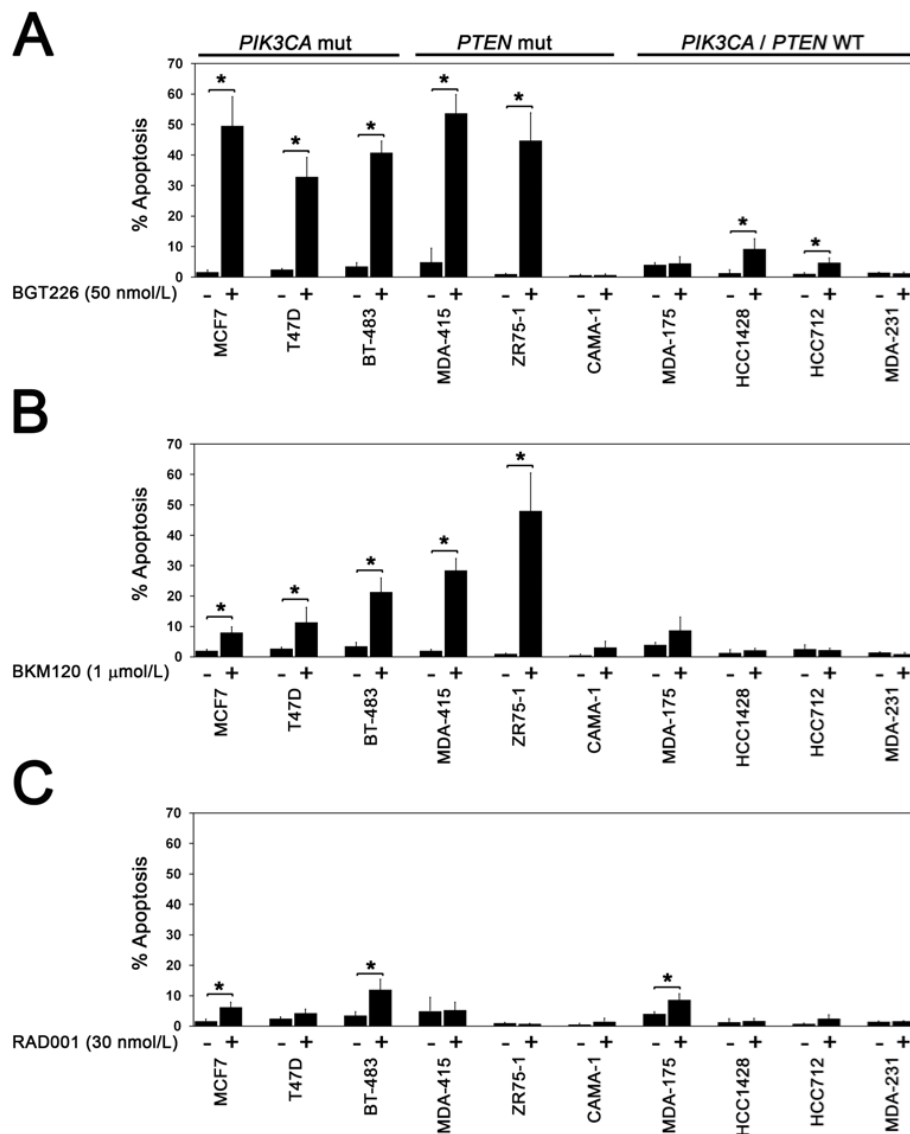 A
PIK3CA mut PTEN mut PIK3CA / PTEN WT
70
60
50
40
30
20
10
0
% Apoptosis
* * * * * * *
BGT226 (50 nmol/L) - + - + - + - + - + - + - + - + - + - +
MCF7 T47D BT-483 MDA-415 ZR75-1 CAMA-1 MDA-175 HCC1428 HCC712 MDA-231
B
70
60
50
40
30
20
10
0
% Apoptosis
* * * * *
BKM120 (1 μmol/L) - + - + - + - + - + - + - + - + - + - +
MCF7 T47D BT-483 MDA-415 ZR75-1 CAMA-1 MDA-175 HCC1428 HCC712 MDA-231
C
70
60
50
40
30
20
10
0
% Apoptosis
* * *
RAD001 (30 nmol/L) - + - + - + - + - + - + - + - + - + - +
MCF7 T47D BT-483 MDA-415 ZR75-1 CAMA-1 MDA-175 HCC1428 HCC712 MDA-231